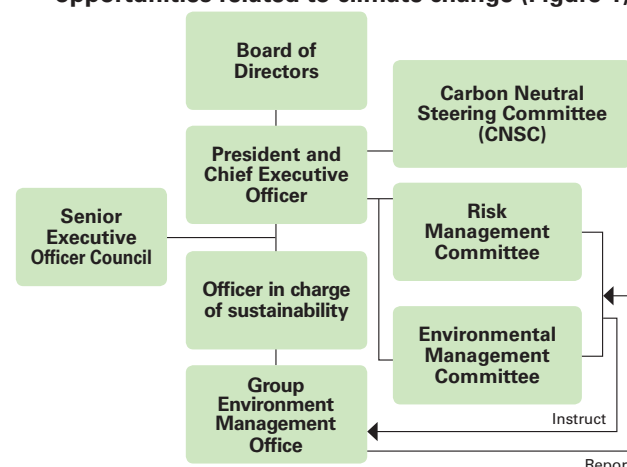 opportunities related to climate change (Figure 1)
Board of
Directors
Carbon Neutral
Steering Committee
(CNSC)
President and
Chief Executive
Officer
Senior
Executive
Officer Council
Risk
Management
Committee
Officer in charge
of sustainability
Environmental
Management
Committee
Group
Environment
Management
Office
Instruct
Repor